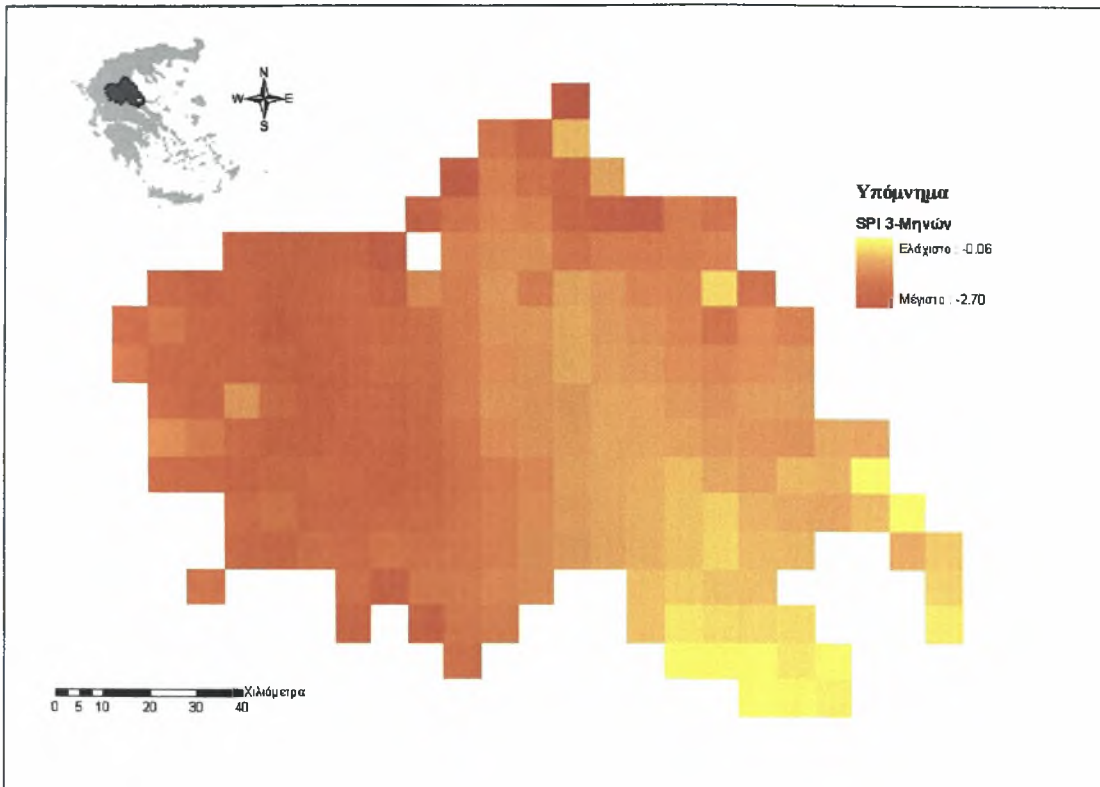 N
W E
S
Υπόμνημα
SPI 3-Μηνών
Ελάχιστο : -0.06
Μέγιστο : -2.70
Χιλιόμετρα
0 5 10 20 30 40